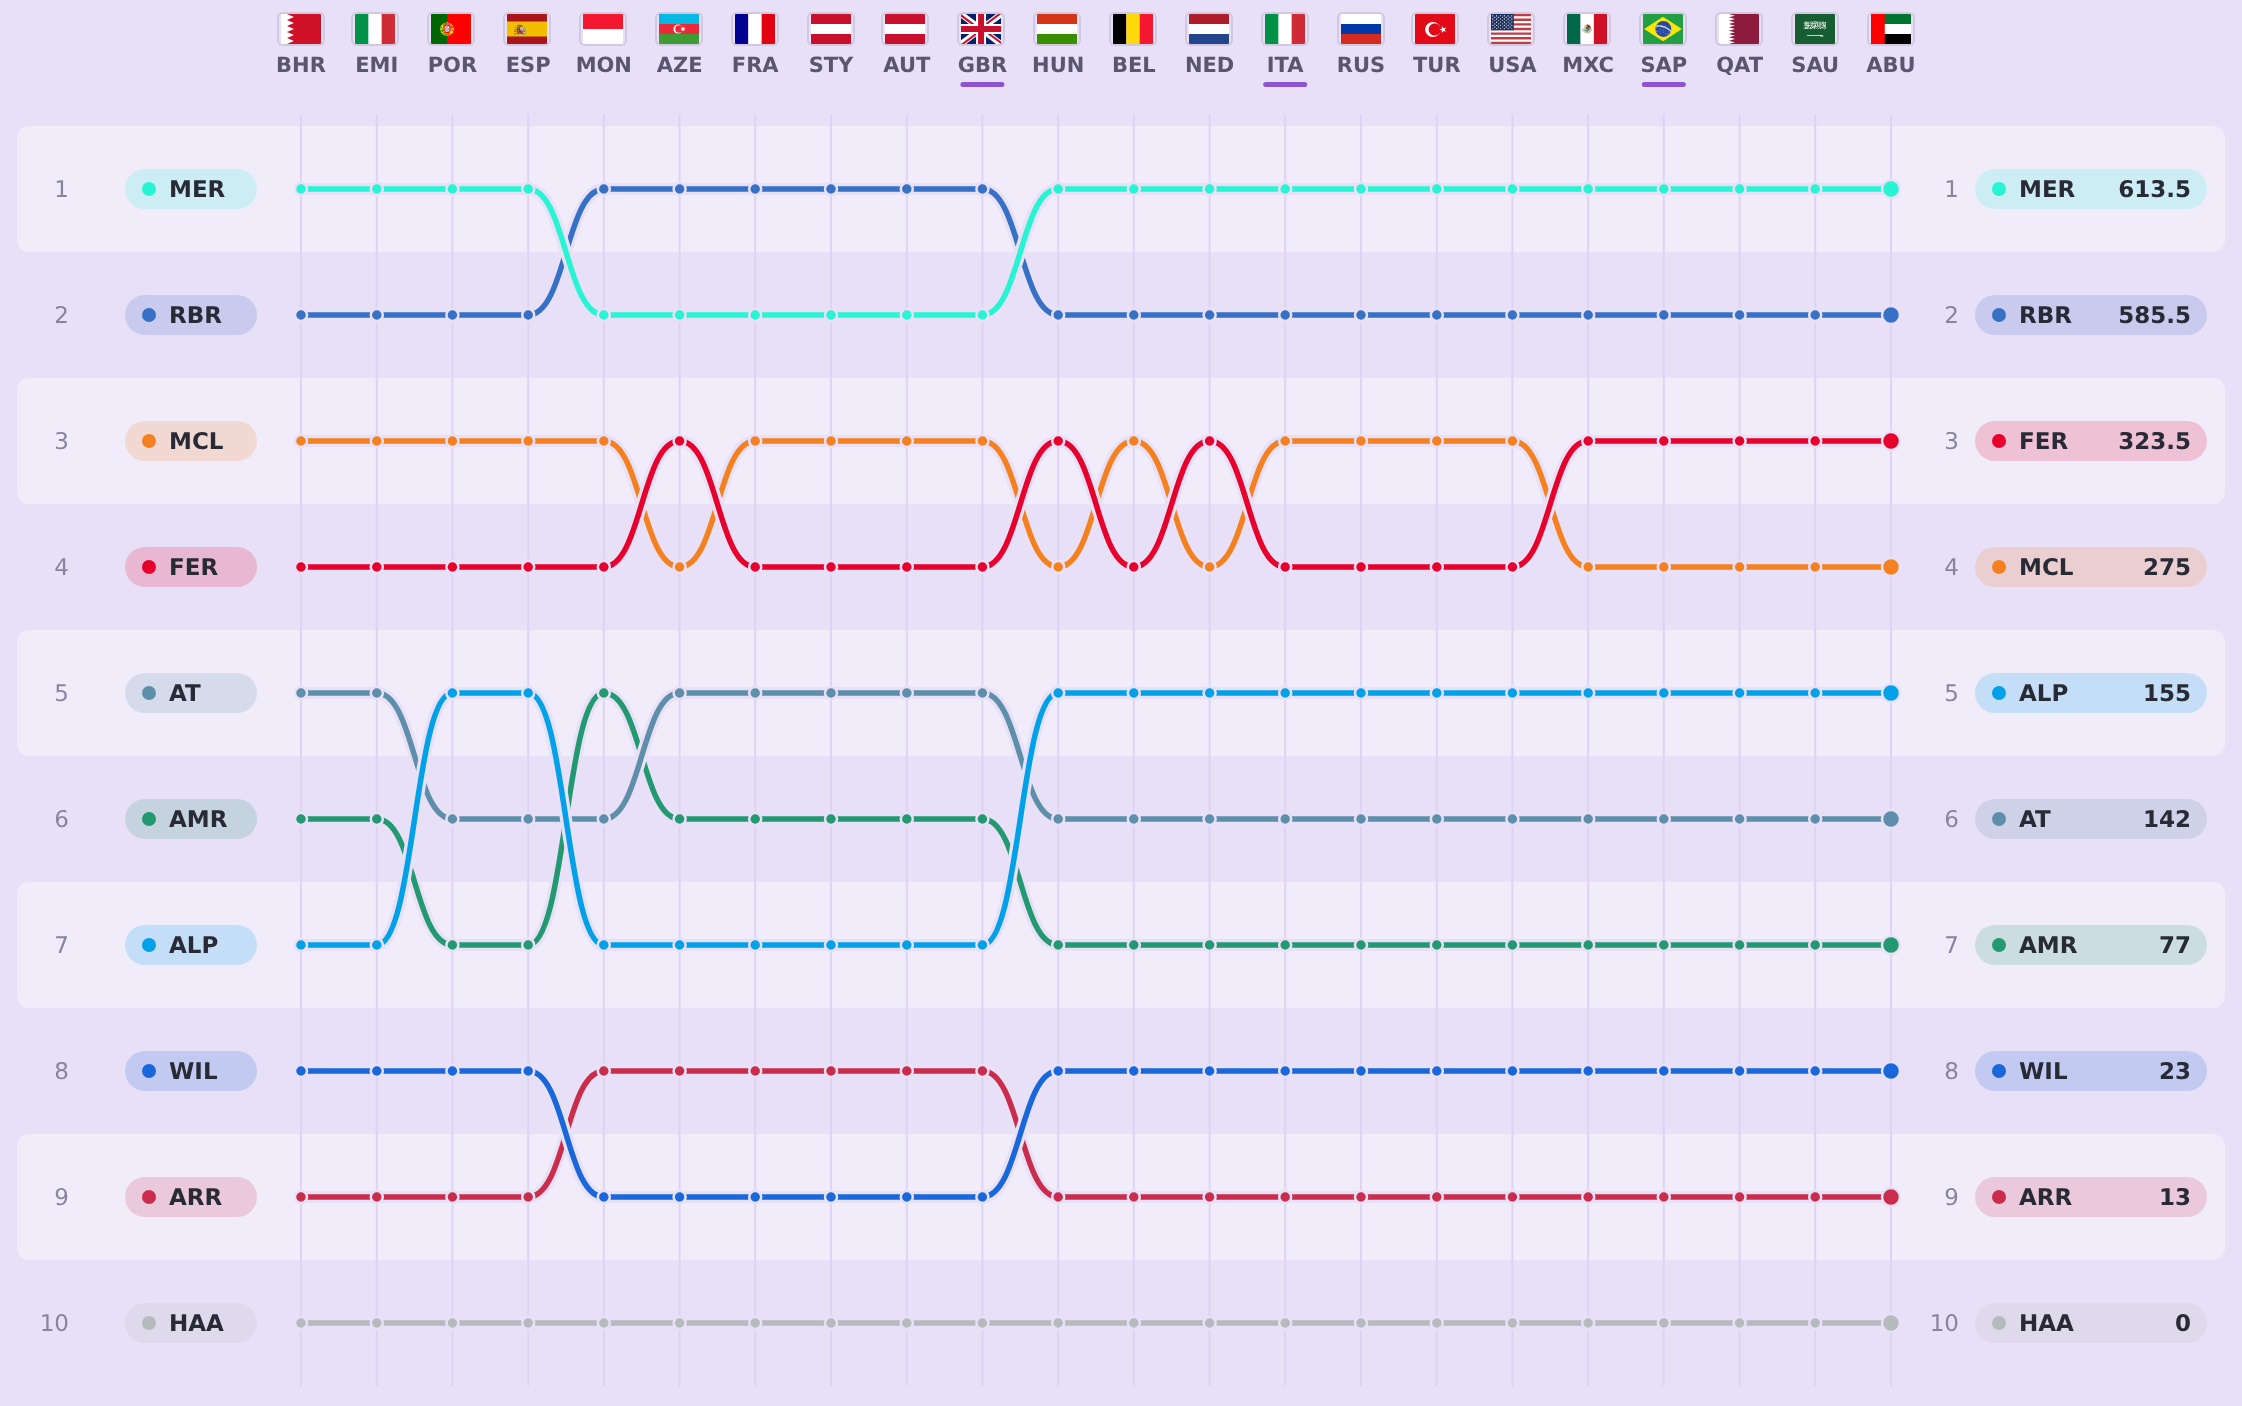 BHR EMI POR ESP MON AZE FRA STY AUT GBR HUN BEL NED ITA RUS TUR USA MXC SAP QAT SAU ABU
1 MER 1 MER 613.5
2 RBR 2 RBR 585.5
3 MCL 3 FER 323.5
4 FER 4 MCL 275
5 AT 5 ALP 155
6 AMR 6 AT 142
7 ALP 7 AMR 77
8 WIL 8 WIL 23
9 ARR 9 ARR 13
10 HAA 10 HAA 0